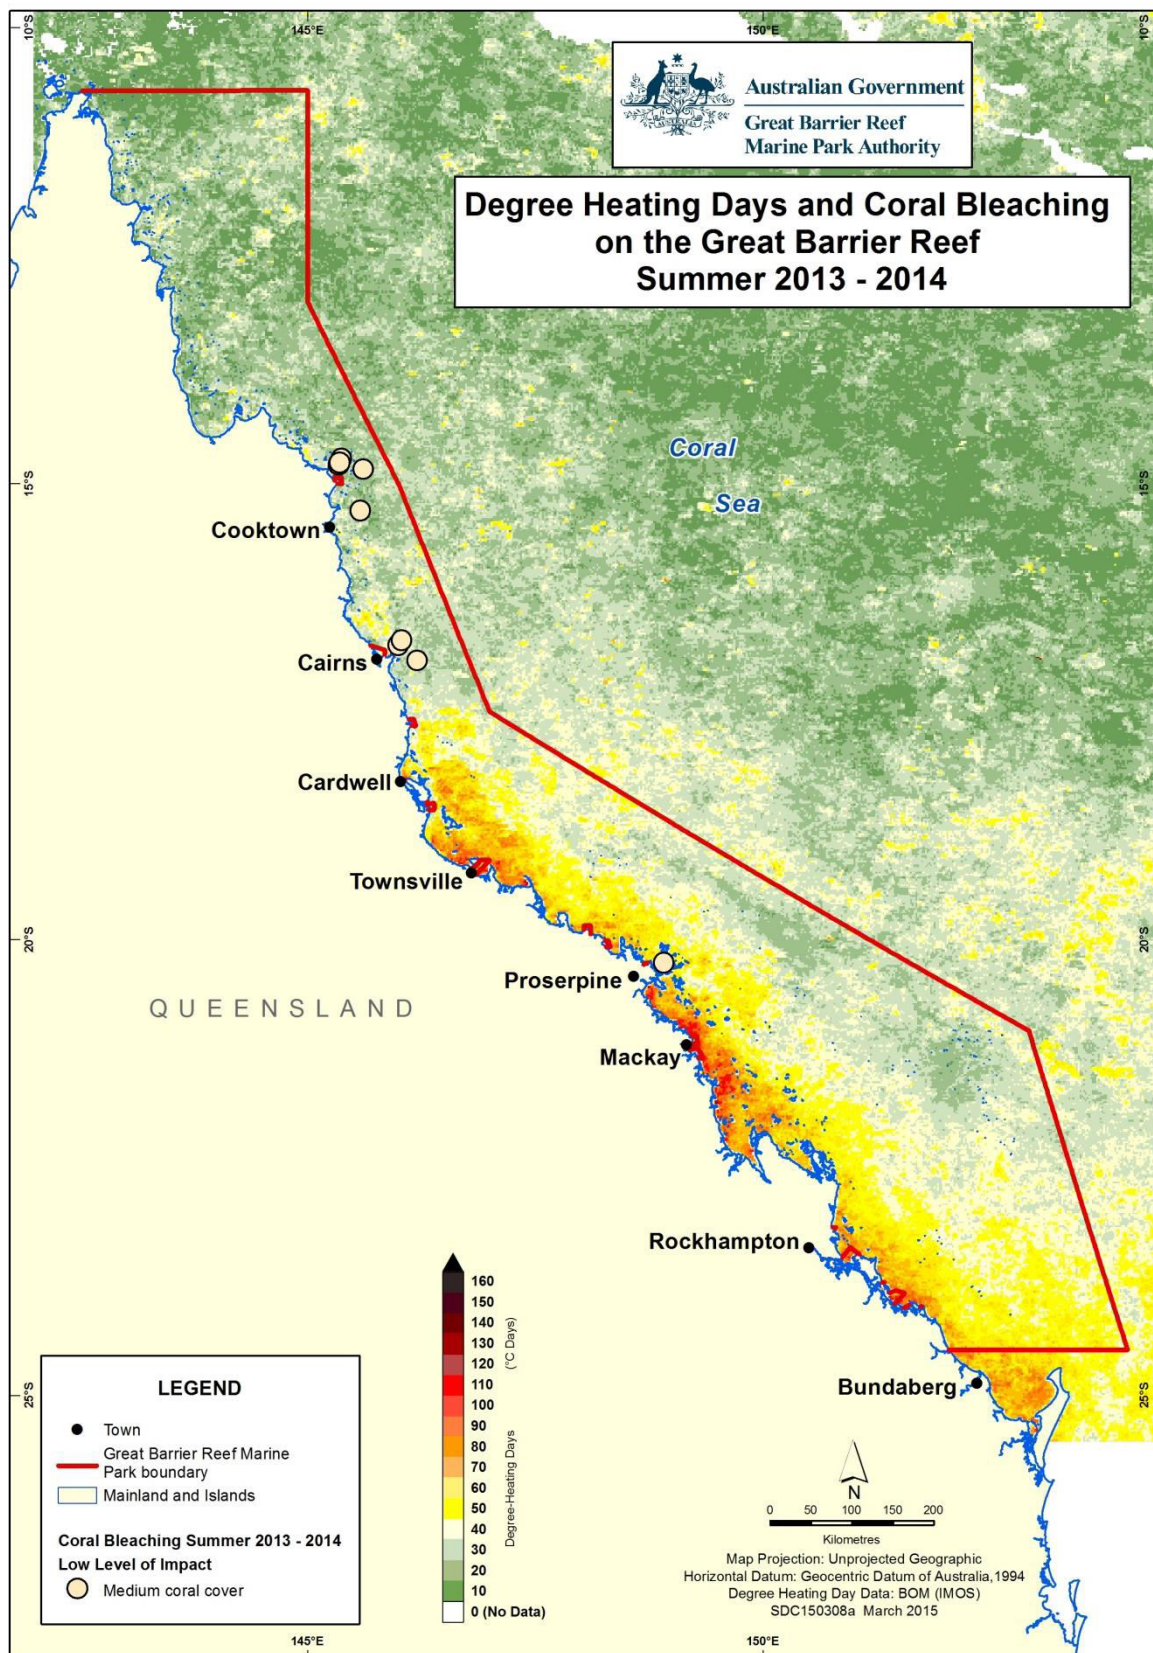 10°S
145°E
150°E
10°S
AUSTRALIA
Australian Government
Great Barrier Reef
Marine Park Authority
Degree Heating Days and Coral Bleaching
on the Great Barrier Reef
Summer 2013 - 2014
Coral
Sea
15°S
15°S
Cooktown
Cairns
Cardwell
Townsville
20°S
20°S
Proserpine
QUEENSLAND
Mackay
Rockhampton
Bundaberg
25°S
25°S
160
150
140
130
120
110
100
90
80
70
60
50
40
30
20
10
0 (No Data)
Degree-Heating Days (°C Days)
LEGEND
Town
Great Barrier Reef Marine
Park boundary
Mainland and Islands
Coral Bleaching Summer 2013 - 2014
Low Level of Impact
Medium coral cover
N
0 50 100 150 200
Kilometres
Map Projection: Unprojected Geographic
Horizontal Datum: Geocentric Datum of Australia,1994
Degree Heating Day Data: BOM (IMOS)
SDC150308a March 2015
145°E
150°E